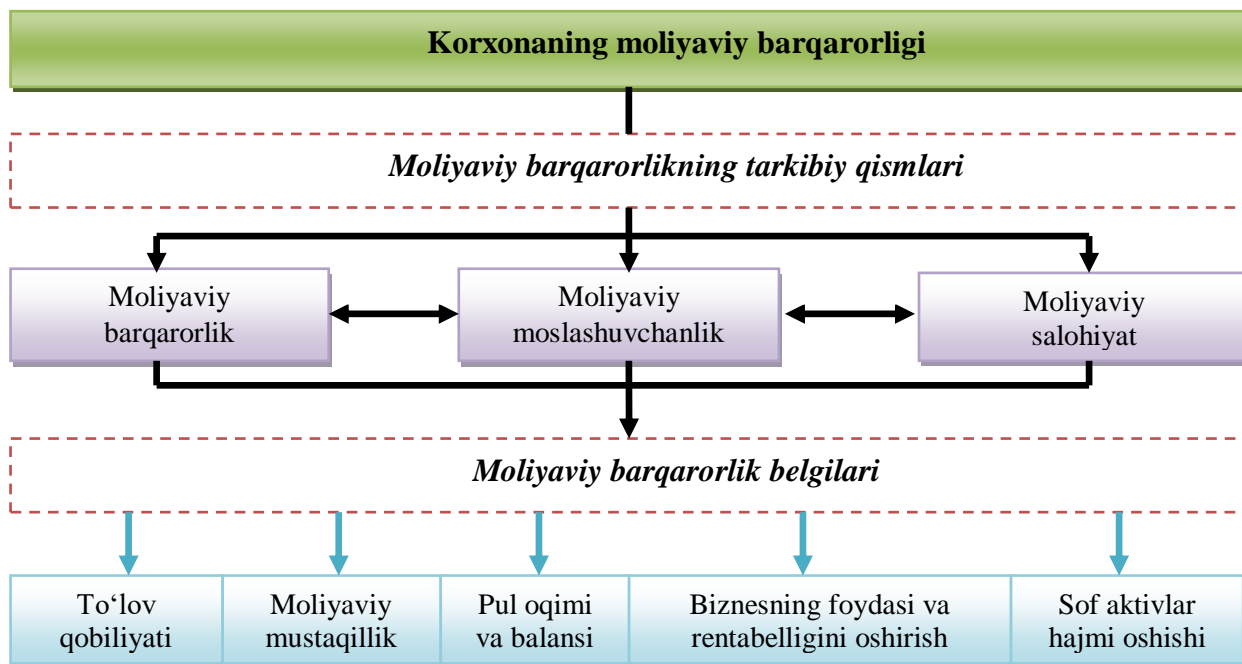 Korxonaning moliyaviy barqarorligi
Moliyaviy barqarorlikning tarkibiy qismlari
Moliyaviy
barqarorlik
Moliyaviy
moslashuvchanlik
Moliyaviy
salohiyat
Moliyaviy barqarorlik belgilari
To‘lov
qobiliyati
Moliyaviy
mustaqillik
Pul oqimi
va balansi
Biznesning foydasi va
rentabelligini oshirish
Sof aktivlar
hajmi oshishi